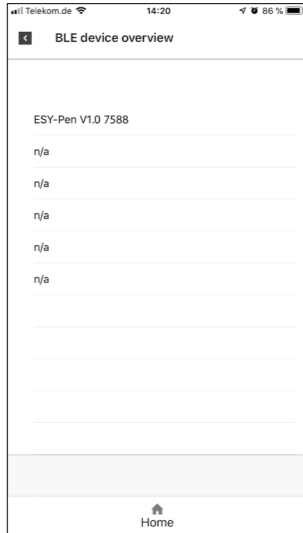 Telekom.de 14:20 86 %
BLE device overview
ESY-Pen V1.0 7588
n/a
n/a
n/a
n/a
n/a
Home